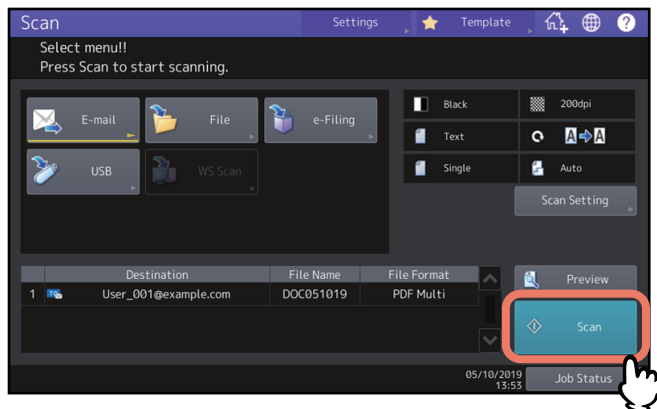 Scan
Settings
Template
?
Select menu!!
Press Scan to start scanning.
E-mail
File
e-Filing
USB
WS Scan
Black
200dpi
Text
A A
Single
Auto
Scan Setting
Destination File Name File Format
1 TO User_001@example.com DOC051019 PDF Multi
Preview
Scan
05/10/2019
13:53
Job Status